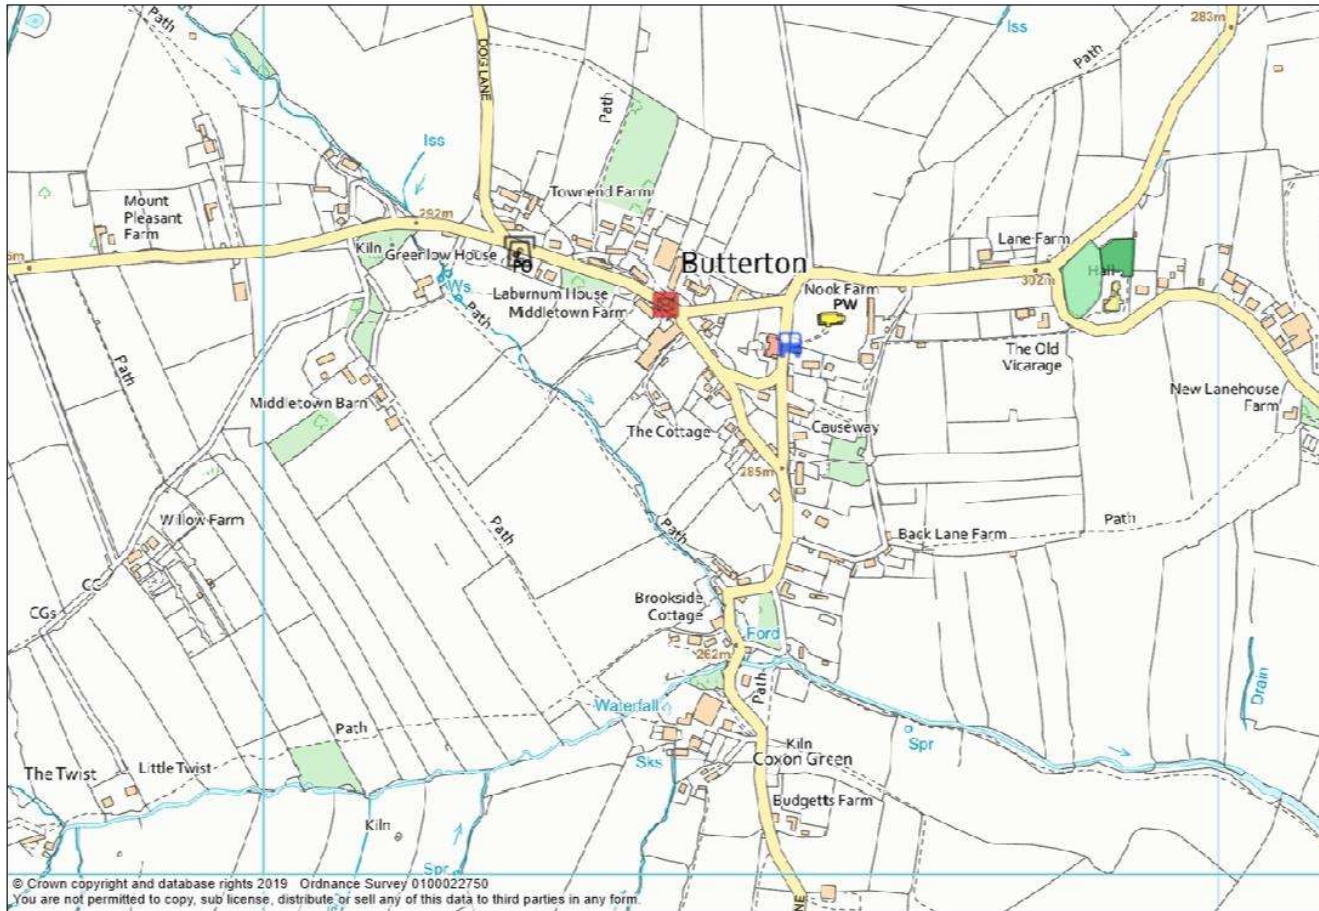 Path
Iss
283m
DOG LANE
Path
Path
Iss
Townend Farm
Mount
Pleasant
Farm
292m
Kiln
Greenlow House
PO
Butterton
Lane Farm
Hall
302m
Ws
Path
Laburnum House
Middletown Farm
Nook Farm
PW
The Old
Vicarage
Path
New Lanehouse
Farm
Middletown Barn
The Cottage
Causeway
285m
Willow Farm
Path
Path
Path
Back Lane Farm
CG
CGs
Brookside
Cottage
Ford
262m
Path
Waterfall
Drain
Path
Spr
Kiln
Coxon Green
The Twist
Little Twist
Sks
Budgetts Farm
Kiln
Spr
© Crown copyright and database rights 2019 Ordnance Survey 0100022750
You are not permitted to copy, sub license, distribute or sell any of this data to third parties in any form.